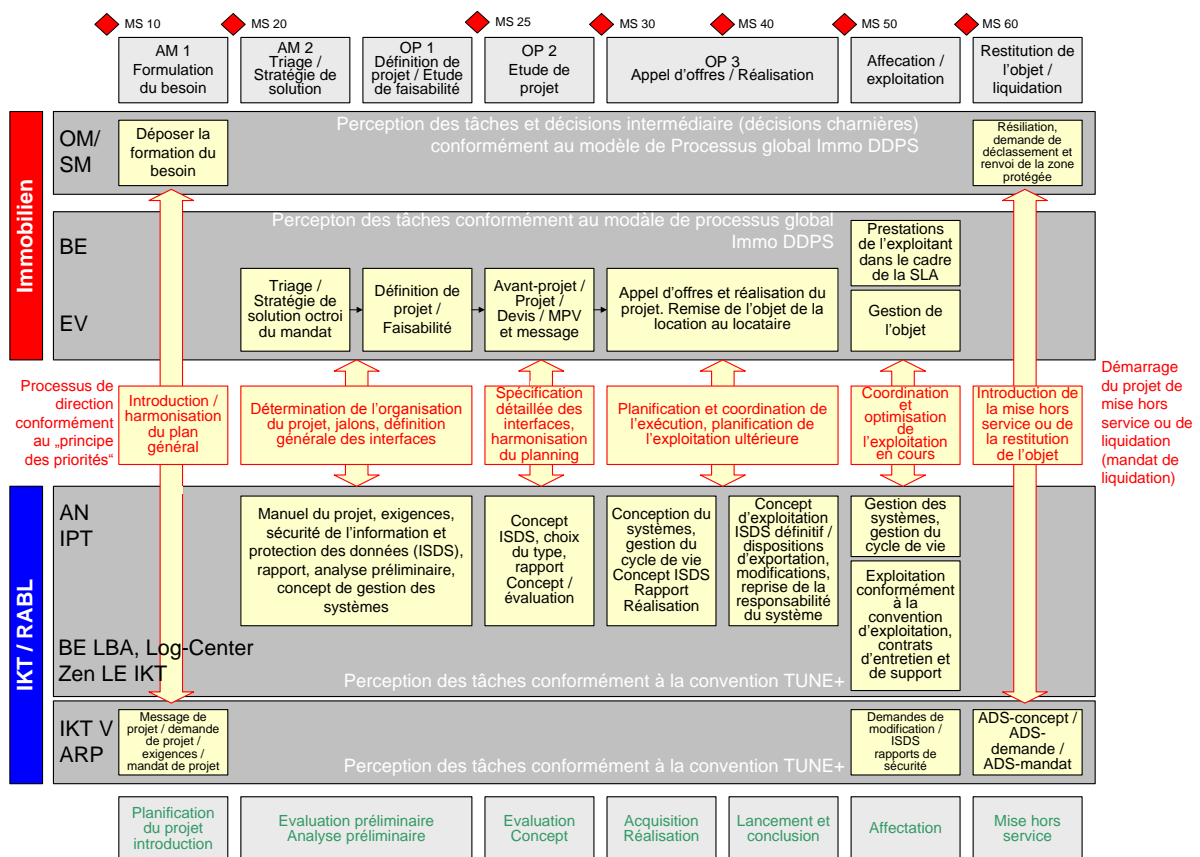 MS 10
MS 20
MS 25
MS 30
MS 40
MS 50
MS 60
AM 1
Formulation
du besoin
AM 2
Triage /
Stratégie de
solution
OP 1
Définition de
projet / Etude
de faisabilité
OP 2
Etude de
projet
OP 3
Appel d’offres / Réalisation
Affecation /
exploitation
Restitution de
l’objet /
liquidation
Immobilien
OM/
SM
Déposer la
formation du
besoin
Perception des tâches et décisions intermédiaire (décisions charnières)
conformément au modèle de Processus global Immo DDPS
Résiliation,
demande de
déclassement et
renvoi de la zone
protégée
Percepton des tâches conformément au modàle de processus global
Immo DDPS
BE
EV
Triage /
Stratégie de
solution octroi
du mandat
Définition de
projet /
Faisabilité
Avant-projet /
Projet /
Devis / MPV
et message
Appel d’offres et réalisation du
projet. Remise de l’objet de la
location au locataire
Prestations
de l’exploitant
dans le cadre
de la SLA
Gestion de
l’objet
Processus de
direction
conformément
au „principe
des priorités“
Introduction /
harmonisation
du plan
général
Détermination de l’organisation
du projet, jalons, définition
générale des interfaces
Spécification
détaillée des
interfaces,
harmonisation
du planning
Planification et coordination de
l’exécution, planification de
l’exploitation ultérieure
Coordination
et
optimisation
de
l’exploitation
en cours
Introduction de
la mise hors
service ou de
la restitution
de l’objet
Démarrage
du projet de
mise hors
service ou de
liquidation
(mandat de
liquidation)
IKT / RABL
AN
IPT
Manuel du projet, exigences,
sécurité de l’information et
protection des données (ISDS),
rapport, analyse préliminaire,
concept de gestion des
systèmes
Concept
ISDS, choix
du type,
rapport
Concept /
évaluation
Conception du
systèmes,
gestion du
cycle de vie
Concept ISDS
Rapport
Réalisation
Concept
d’exploitation
ISDS définitif /
dispositions
d’exportation,
modifications,
reprise de la
responsabilité
du système
Gestion des
systèmes,
gestion du
cycle de vie
Exploitation
conformément
à la
convention
d’exploitation,
contrats
d’entretien et
de support
BE LBA, Log-Center
Zen LE IKT
Perception des tâches conformément à la convention TUNE+
IKT V
ARP
Message de
projet / demande
de projet /
exigences /
mandat de projet
Perception des tâches conformément à la convention TUNE+
Demandes de
modification /
ISDS
rapports de
sécurité
ADS-concept /
ADS-
demande /
ADS-mandat
Planification
du projet
introduction
Evaluation préliminaire
Analyse préliminaire
Evaluation
Concept
Acquisition
Réalisation
Lancement et
conclusion
Affectation
Mise hors
service